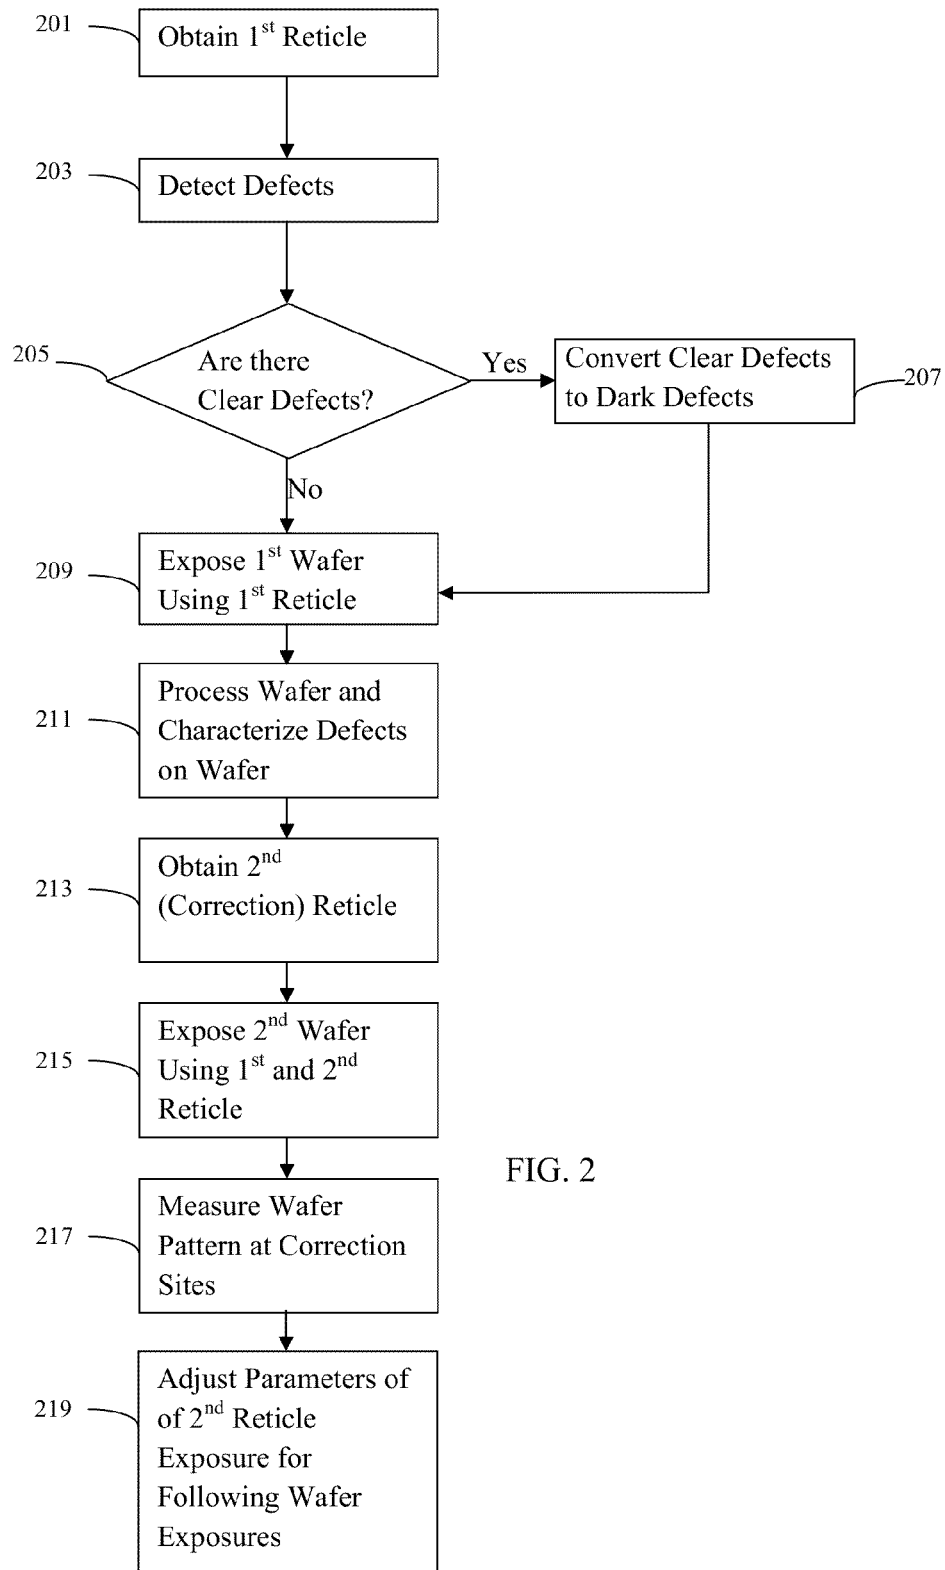 201
Obtain 1st Reticle
203
Detect Defects
205
Are there
Clear Defects?
Yes
Convert Clear Defects
to Dark Defects
207
No
209
Expose 1st Wafer
Using 1st Reticle
211
Process Wafer and
Characterize Defects
on Wafer
213
Obtain 2nd
(Correction) Reticle
215
Expose 2nd Wafer
Using 1st and 2nd
Reticle
FIG. 2
217
Measure Wafer
Pattern at Correction
Sites
219
Adjust Parameters of
of 2nd Reticle
Exposure for
Following Wafer
Exposures